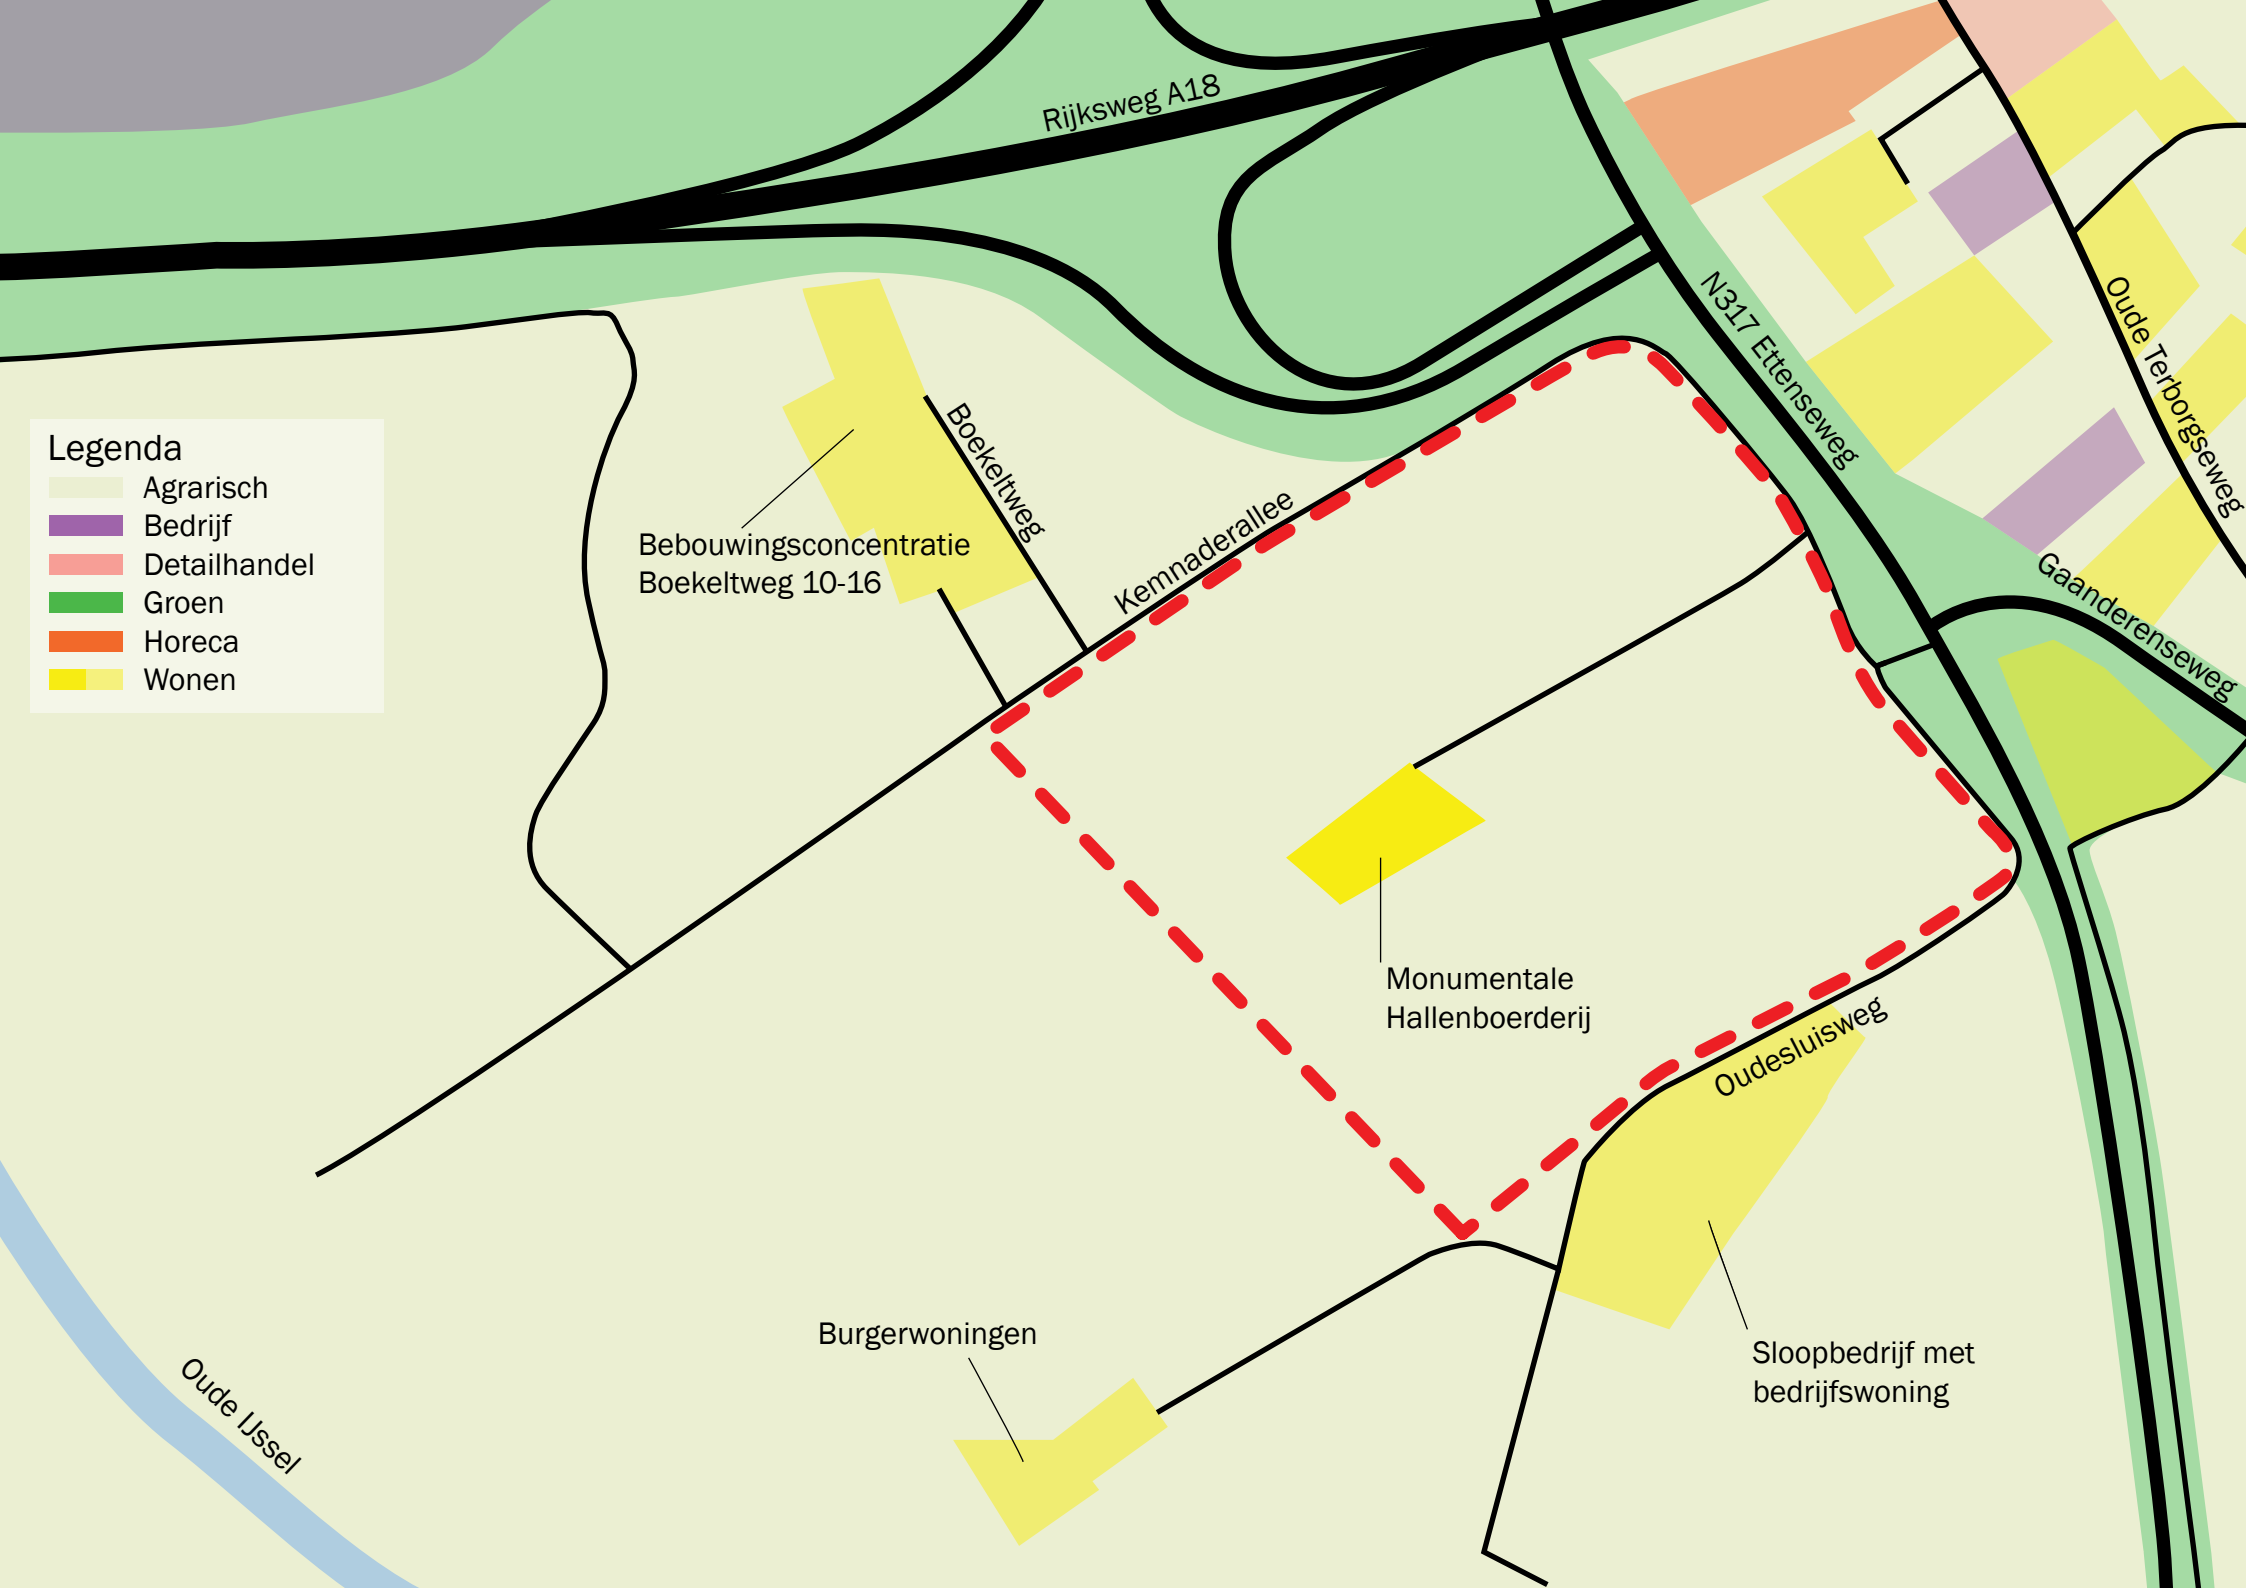 Rijksweg A18
N317 Ettenseweg
Oude Terborgseweg
Boekeltweg
Legenda
Agrarisch
Bedrijf
Detailhandel
Groen
Horeca
Wonen
Bebouwingsconcentratie
Boekeltweg 10-16
Kemnaderallee
Gaanderenseweg
Monumentale
Hallenboerderij
Oudesluisweg
Burgerwoningen
Sloopbedrijf met
bedrijfswoning
Oude IJssel